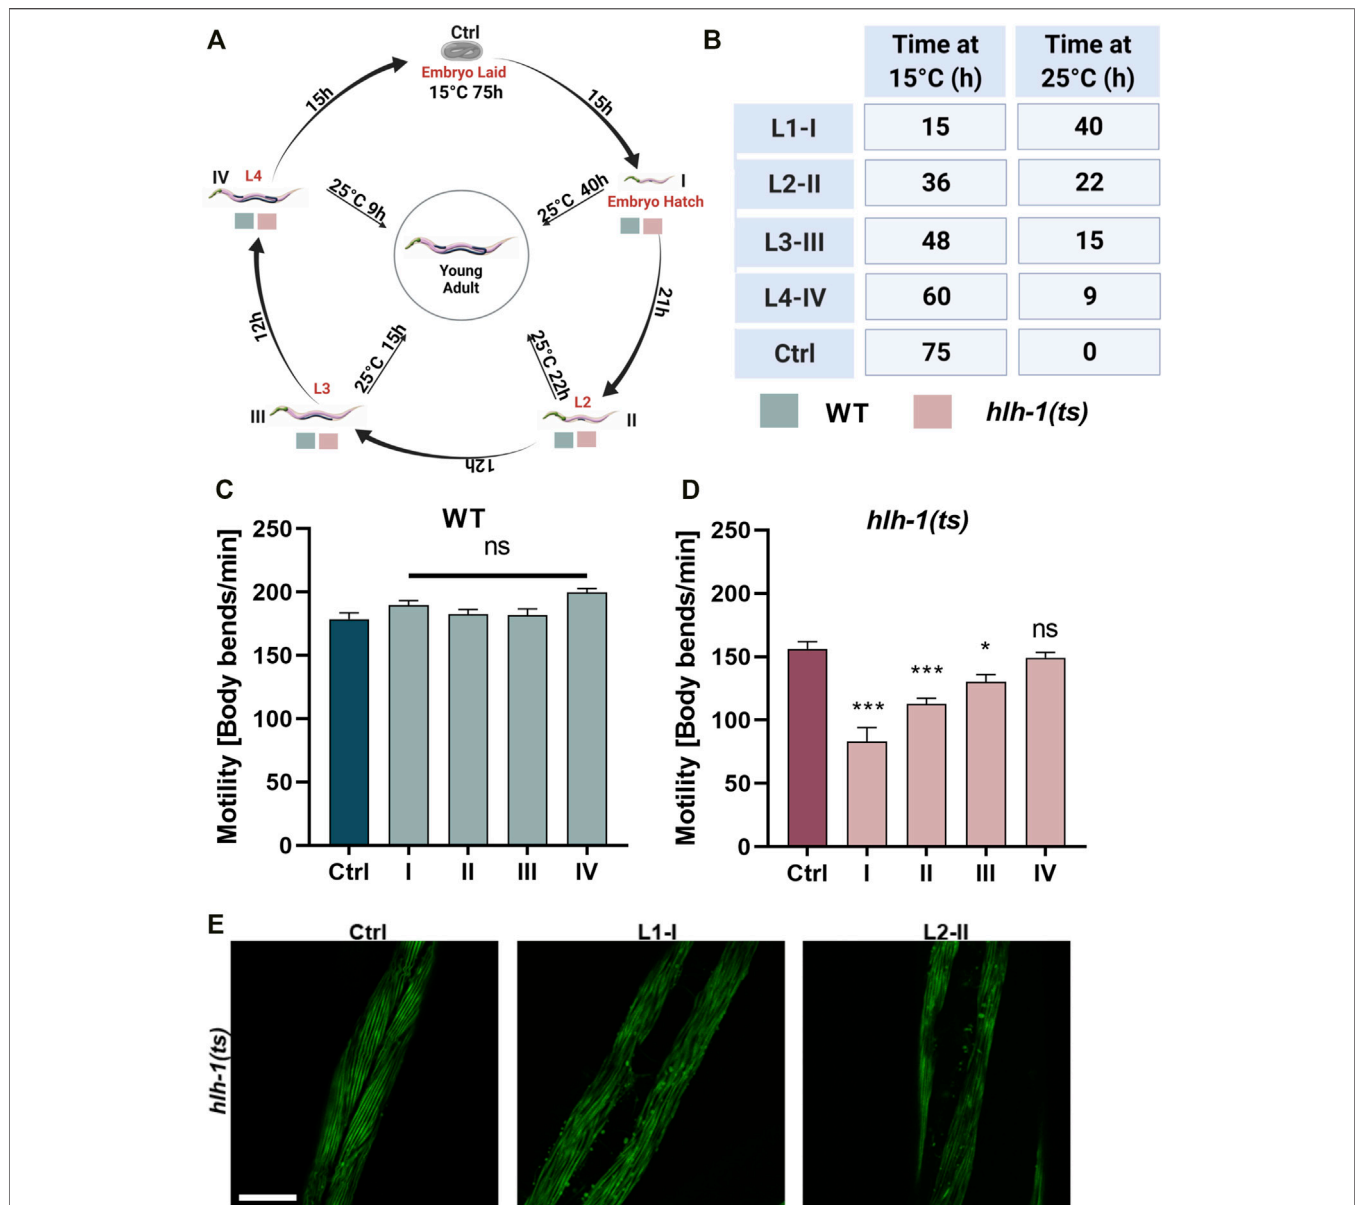 A
Ctrl
Embryo Laid
15°C 75h
15h
15h
IV L4
I
Embryo Hatch
25°C 9h
25°C 40h
Young
Adult
21h
12h
25°C 15h
25°C 22h
L3
III
L2
II
12h
B
Time at
15°C (h)
Time at
25°C (h)
L1-I 15 40
L2-II 36 22
L3-III 48 15
L4-IV 60 9
Ctrl 75 0
WT hlh-1(ts)
C
WT
ns
Motility [Body bends/min]
250
200
150
100
50
0
Ctrl I II III IV
D
hlh-1(ts)
Motility [Body bends/min]
250
200
150
100
50
0
***
***
*
ns
Ctrl I II III IV
E
Ctrl L1-I L2-II
hlh-1(ts)